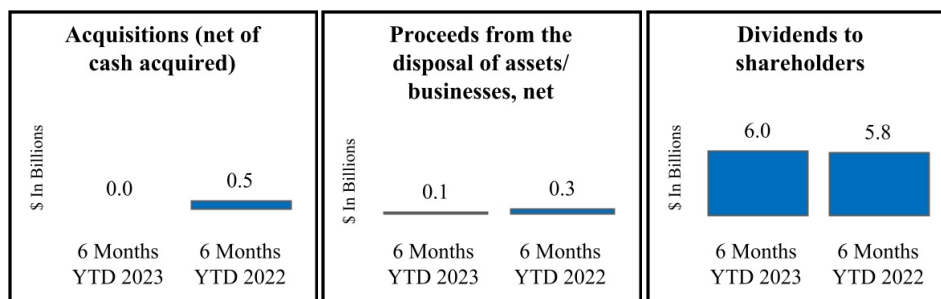 Acquisitions (net of
cash acquired)
$ In Billions
0.0
0.5
6 Months
YTD 2023
6 Months
YTD 2022
Proceeds from the
disposal of assets/
businesses, net
$ In Billions
0.1
0.3
6 Months
YTD 2023
6 Months
YTD 2022
Dividends to
shareholders
$ In Billions
6.0
5.8
6 Months
YTD 2023
6 Months
YTD 2022